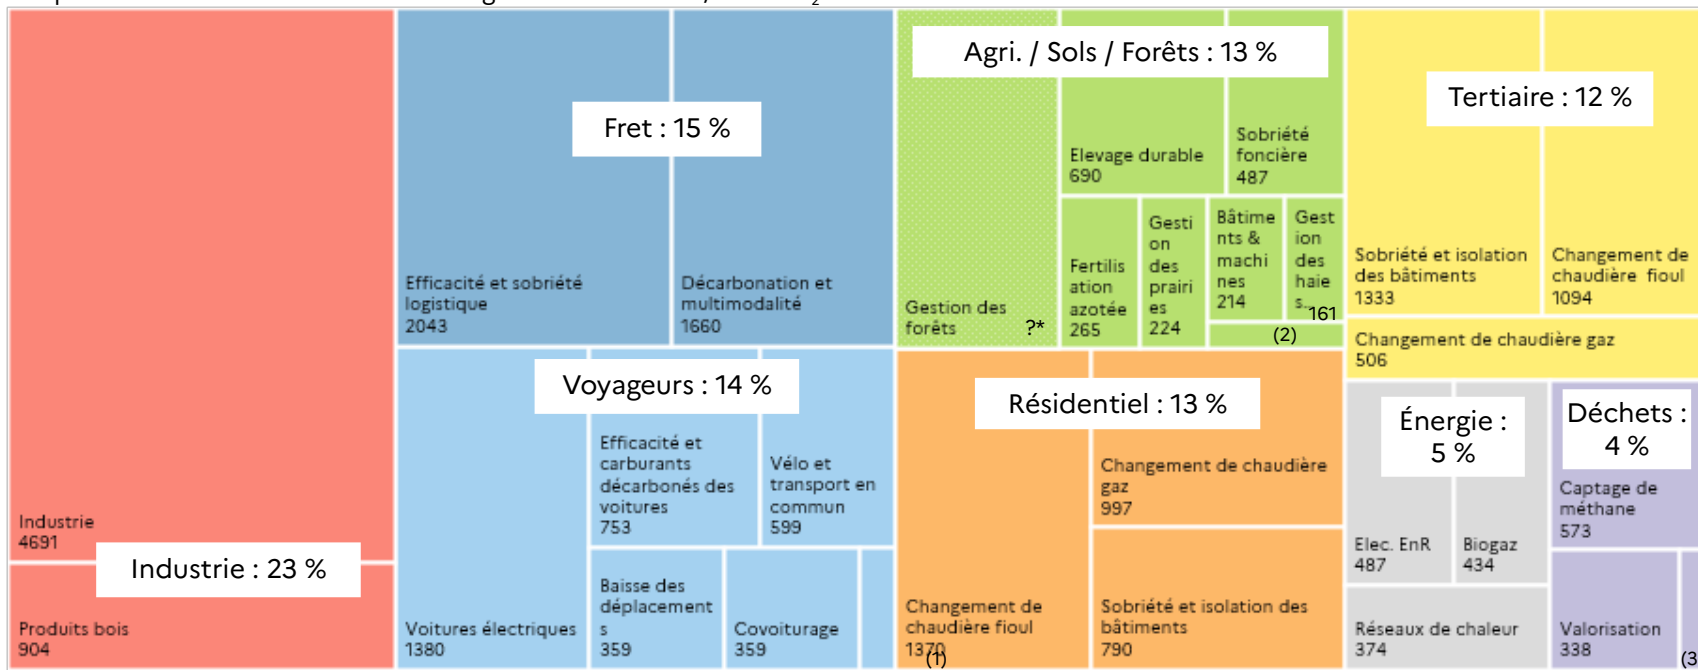 Industrie
4691
Industrie : 23 %
Produits bois
904
Fret : 15 %
Efficacité et sobriété
logistique
2043
Décarbonation et
multimodalité
1660
Voyageurs : 14 %
Voitures électriques
1380
Efficacité et
carburants
décarbonés des
voitures
753
Vélo et
transport en
commun
599
Baisse des
déplacement
s
359
Covoiturage
359
Agri. / Sols / Forêts : 13 %
Gestion des
forêts
?*
Elevage durable
690
Sobriété
foncière
487
Fertilis
ation
azotée
265
Gesti
on
des
prairi
es
224
Bâtime
nts &
machi
nes
214
Gest
ion
des
haie
s...
161
(2)
Résidentiel : 13 %
Changement de
chaudière fioul
1370
(1)
Changement de chaudière
gaz
997
Sobriété et isolation des
bâtiments
790
Tertiaire : 12 %
Sobriété et isolation
des bâtiments
1333
Changement de
chaudière fioul
1094
Changement de chaudière gaz
506
Énergie :
5 %
Elec. EnR
487
Biogaz
434
Réseaux de chaleur
374
Déchets :
4 %
Captage de
méthane
573
Valorisation
338
(3